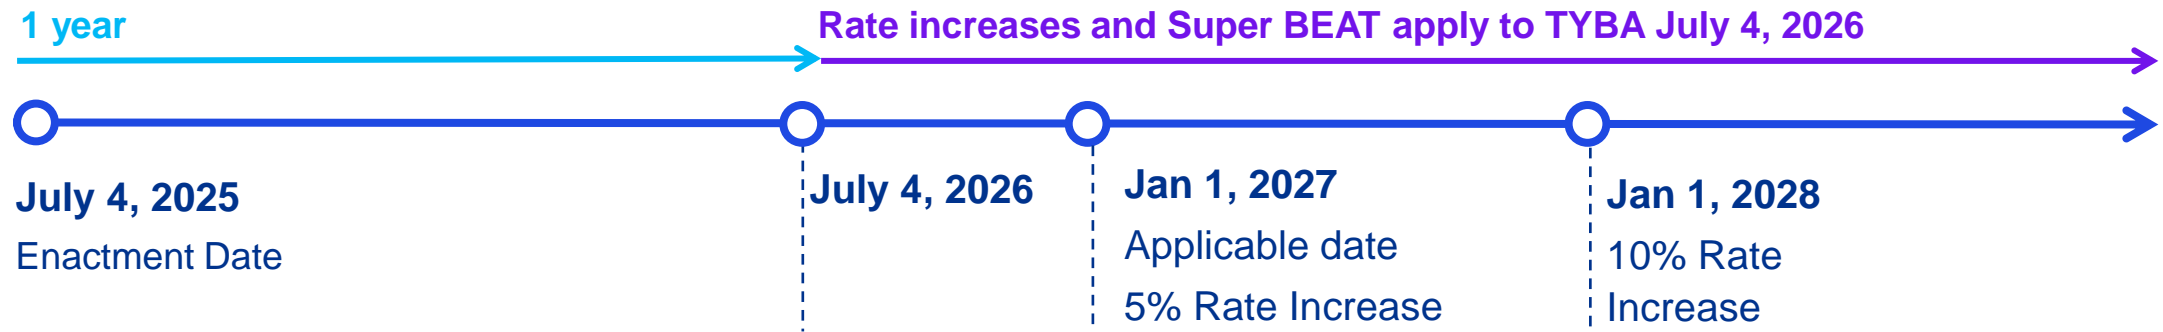 1 year
Rate increases and Super BEAT apply to TYBA July 4, 2026
July 4, 2025
Enactment Date
July 4, 2026
Jan 1, 2027
Applicable date
5% Rate Increase
Jan 1, 2028
10% Rate
Increase